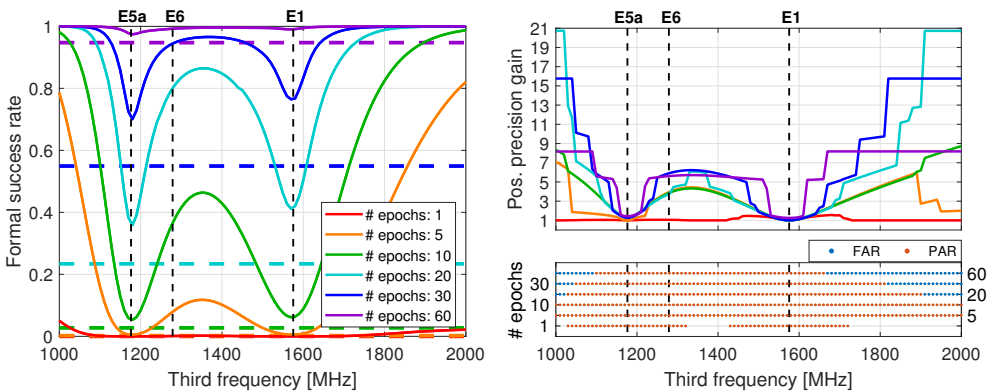 E5a E6 E1
Formal success rate
1
0.8
0.6
0.4
0.2
0
# epochs: 1
# epochs: 5
# epochs: 10
# epochs: 20
# epochs: 30
# epochs: 60
1000 1200 1400 1600 1800 2000
Third frequency [MHz]
E5a E6 E1
Pos. precision gain
21
19
17
15
13
11
9
7
5
3
1
FAR PAR
# epochs
60
30
20
10
5
1
1000 1200 1400 1600 1800 2000
Third frequency [MHz]